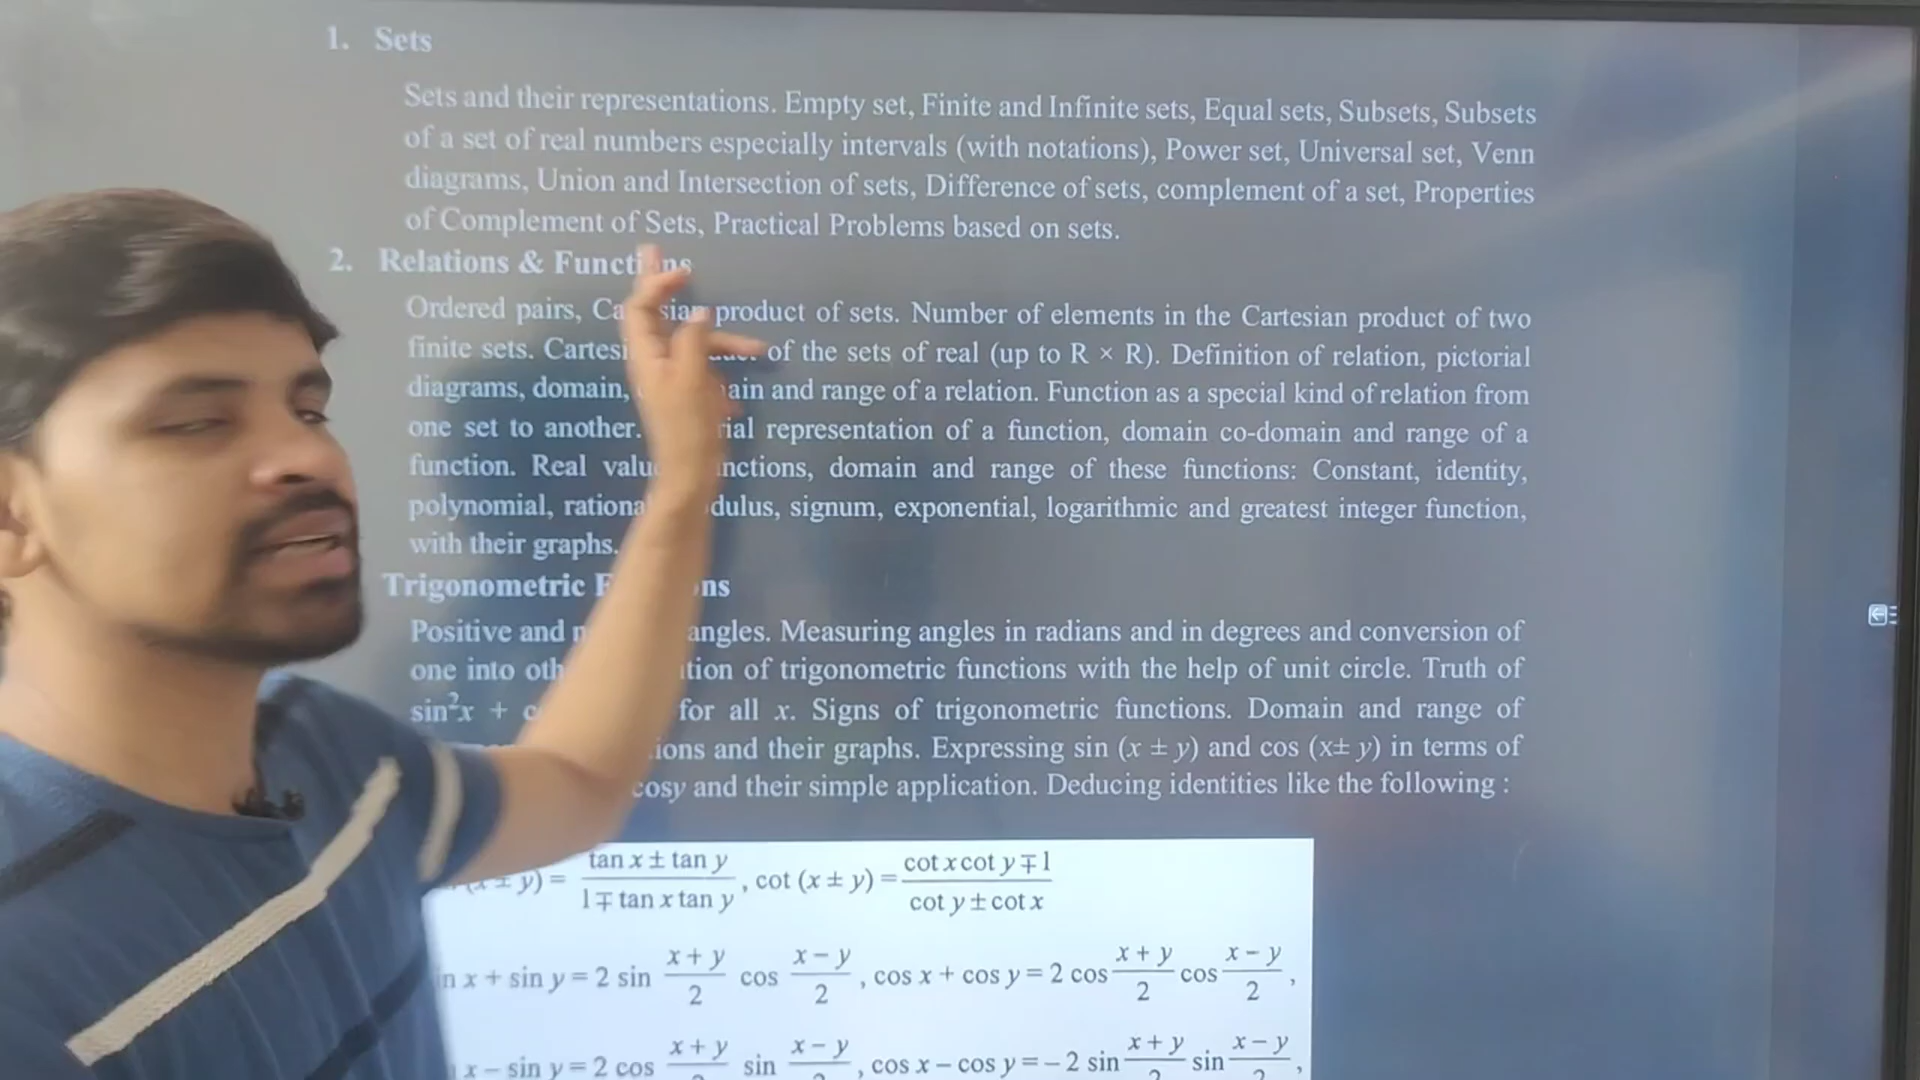 1. Sets
Sets and their representations. Empty set, Finite and Infinite sets, Equal sets, Subsets, Subsets
of a set of real numbers especially intervals (with notations), Power set, Universal set, Venn
diagrams, Union and Intersection of sets, Difference of sets, complement of a set, Properties
of Complement of Sets, Practical Problems based on sets.
2. Relations & Functions
Ordered pairs, product of sets. Number of elements in the Cartesian product of two
finite sets. of the sets of real (up to R × R). Definition of relation, pictorial
diagrams, domain, and range of a relation. Function as a special kind of relation from
one set to another. representation of a function, domain co-domain and range of a
function. Real domain and range of these functions: Constant, identity,
polynomial, signum, exponential, logarithmic and greatest integer function,
with their graphs.
Trigonometric
Positive and angles. Measuring angles in radians and in degrees and conversion of
one into of trigonometric functions with the help of unit circle. Truth of
sin²x + for all x. Signs of trigonometric functions. Domain and range of
and their graphs. Expressing sin (x ± y) and cos (x± y) in terms of
cosy and their simple application. Deducing identities like the following :
y) = (tan x ± tan y)/(1 ∓ tan x tan y), cot (x ± y) = (cot x cot y ∓ 1)/(cot y ± cot x)
x + sin y = 2 sin (x + y)/2 cos (x − y)/2, cos x + cos y = 2 cos (x + y)/2 cos (x − y)/2,
x − sin y = 2 cos (x + y)/2 sin (x − y)/2, cos x − cos y = − 2 sin (x + y)/2 sin (x − y)/2,